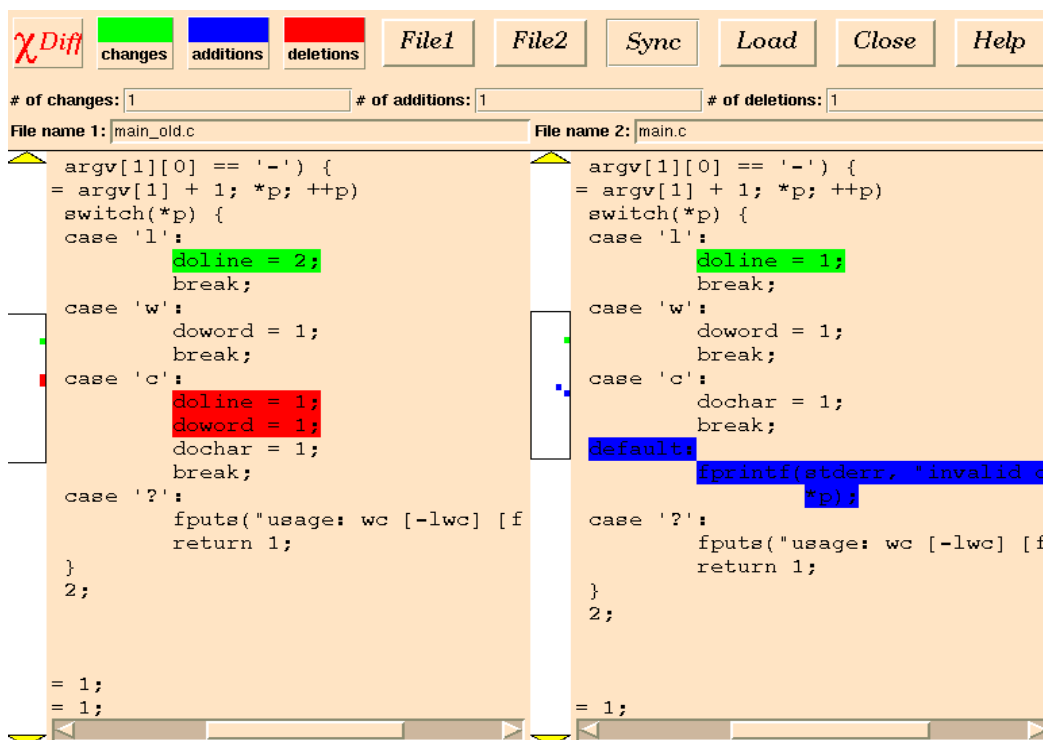 χDiff changes additions deletions File1 File2 Sync Load Close Help
# of changes: 1 # of additions: 1 # of deletions: 1
File name 1: main_old.c File name 2: main.c
argv[1][0] == '-') {
= argv[1] + 1; *p; ++p)
switch(*p) {
case 'l':
doline = 2;
break;
case 'w':
doword = 1;
break;
case 'c':
doline = 1;
doword = 1;
dochar = 1;
break;
case '?':
fputs("usage: wc [-lwc] [f
return 1;
}
2;
= 1;
= 1;
argv[1][0] == '-') {
= argv[1] + 1; *p; ++p)
switch(*p) {
case 'l':
doline = 1;
break;
case 'w':
doword = 1;
break;
case 'c':
dochar = 1;
break;
default:
fprintf(stderr, "invalid
*p);
case '?':
fputs("usage: wc [-lwc] [f
return 1;
}
2;
= 1;